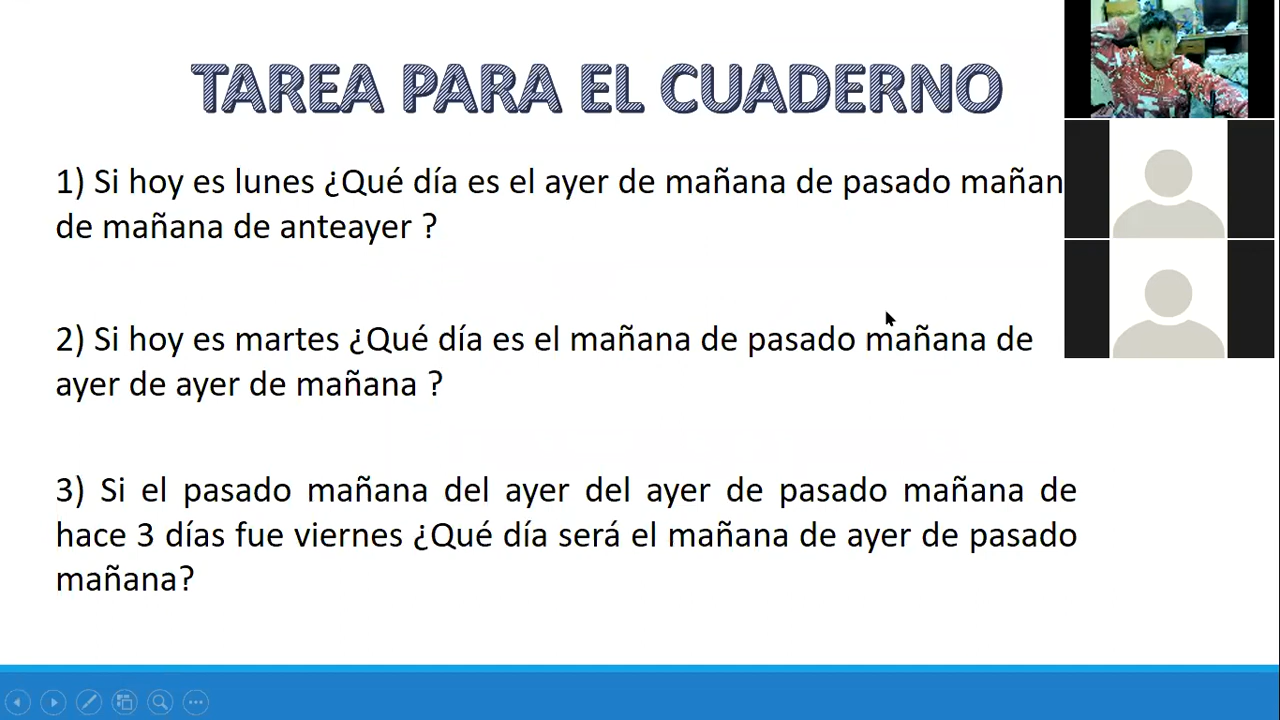 TAREA PARA EL CUADERNO
1) Si hoy es lunes ¿Qué día es el ayer de mañana de pasado mañan
de mañana de anteayer ?
2) Si hoy es martes ¿Qué día es el mañana de pasado mañana de
ayer de ayer de mañana ?
3) Si el pasado mañana del ayer del ayer de pasado mañana de
hace 3 días fue viernes ¿Qué día será el mañana de ayer de pasado
mañana?